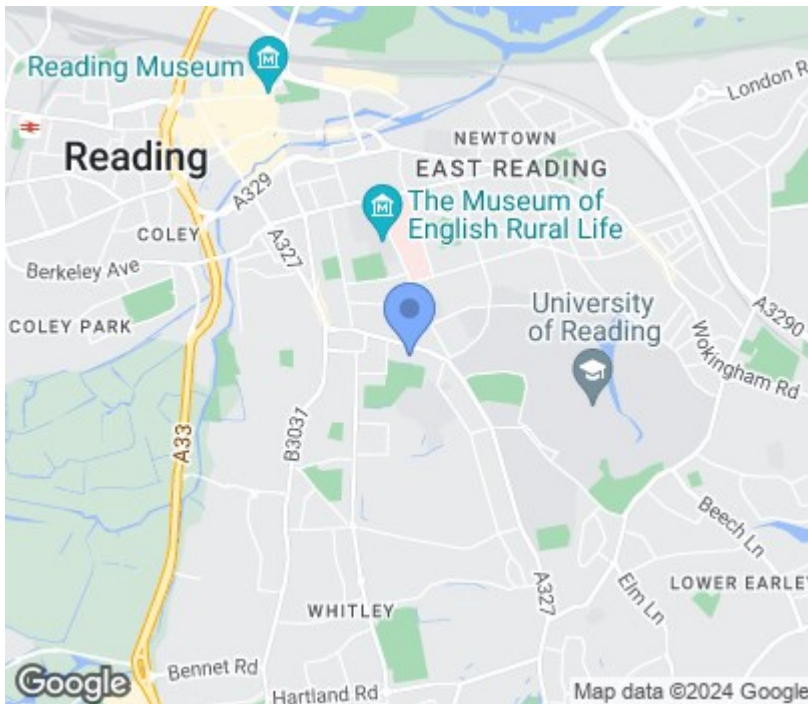 Reading Museum
London R
NEWTOWN
Reading
EAST READING
A329
The Museum of
English Rural Life
COLEY
A327
Berkeley Ave
University
of Reading
A3290
COLEY PARK
Wokingham Rd
A33
B3031
Beech Ln
A327
Elm Ln
LOWER EARLEY
WHITLEY
Bennet Rd
Google
Hartland Rd
Map data ©2024 Google